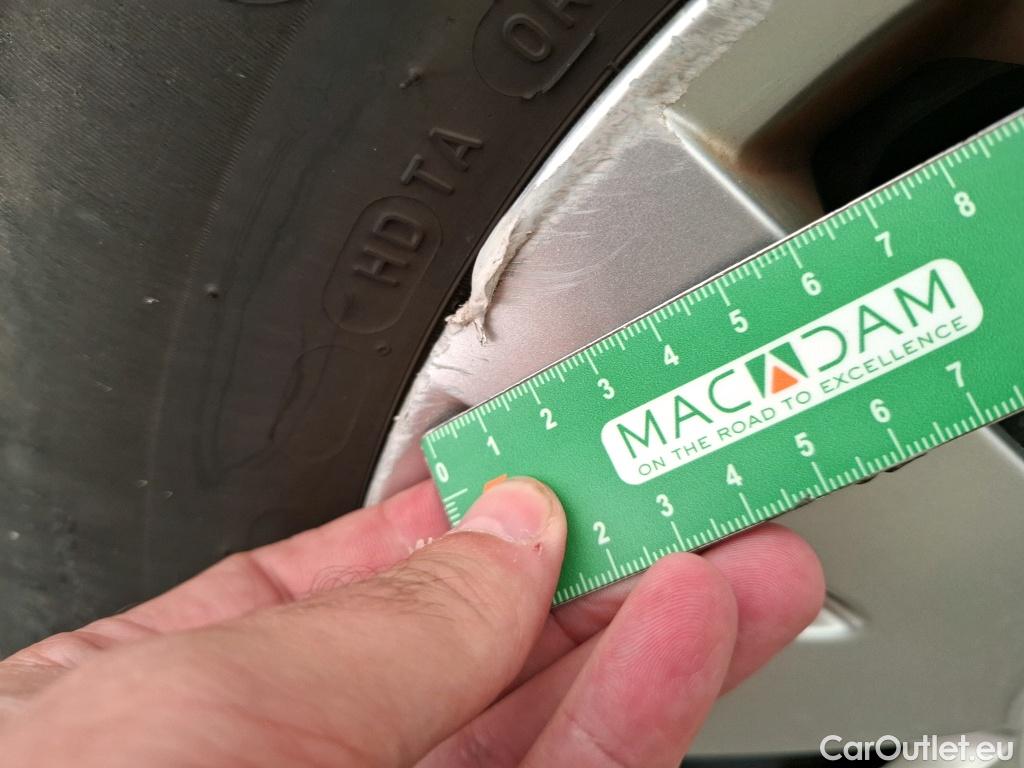 HDTA
0 1 2 3 4 5 6 7 8
MACADAM
ON THE ROAD TO EXCELLENCE
2 3 4 5 6 7
CarOutlet.eu